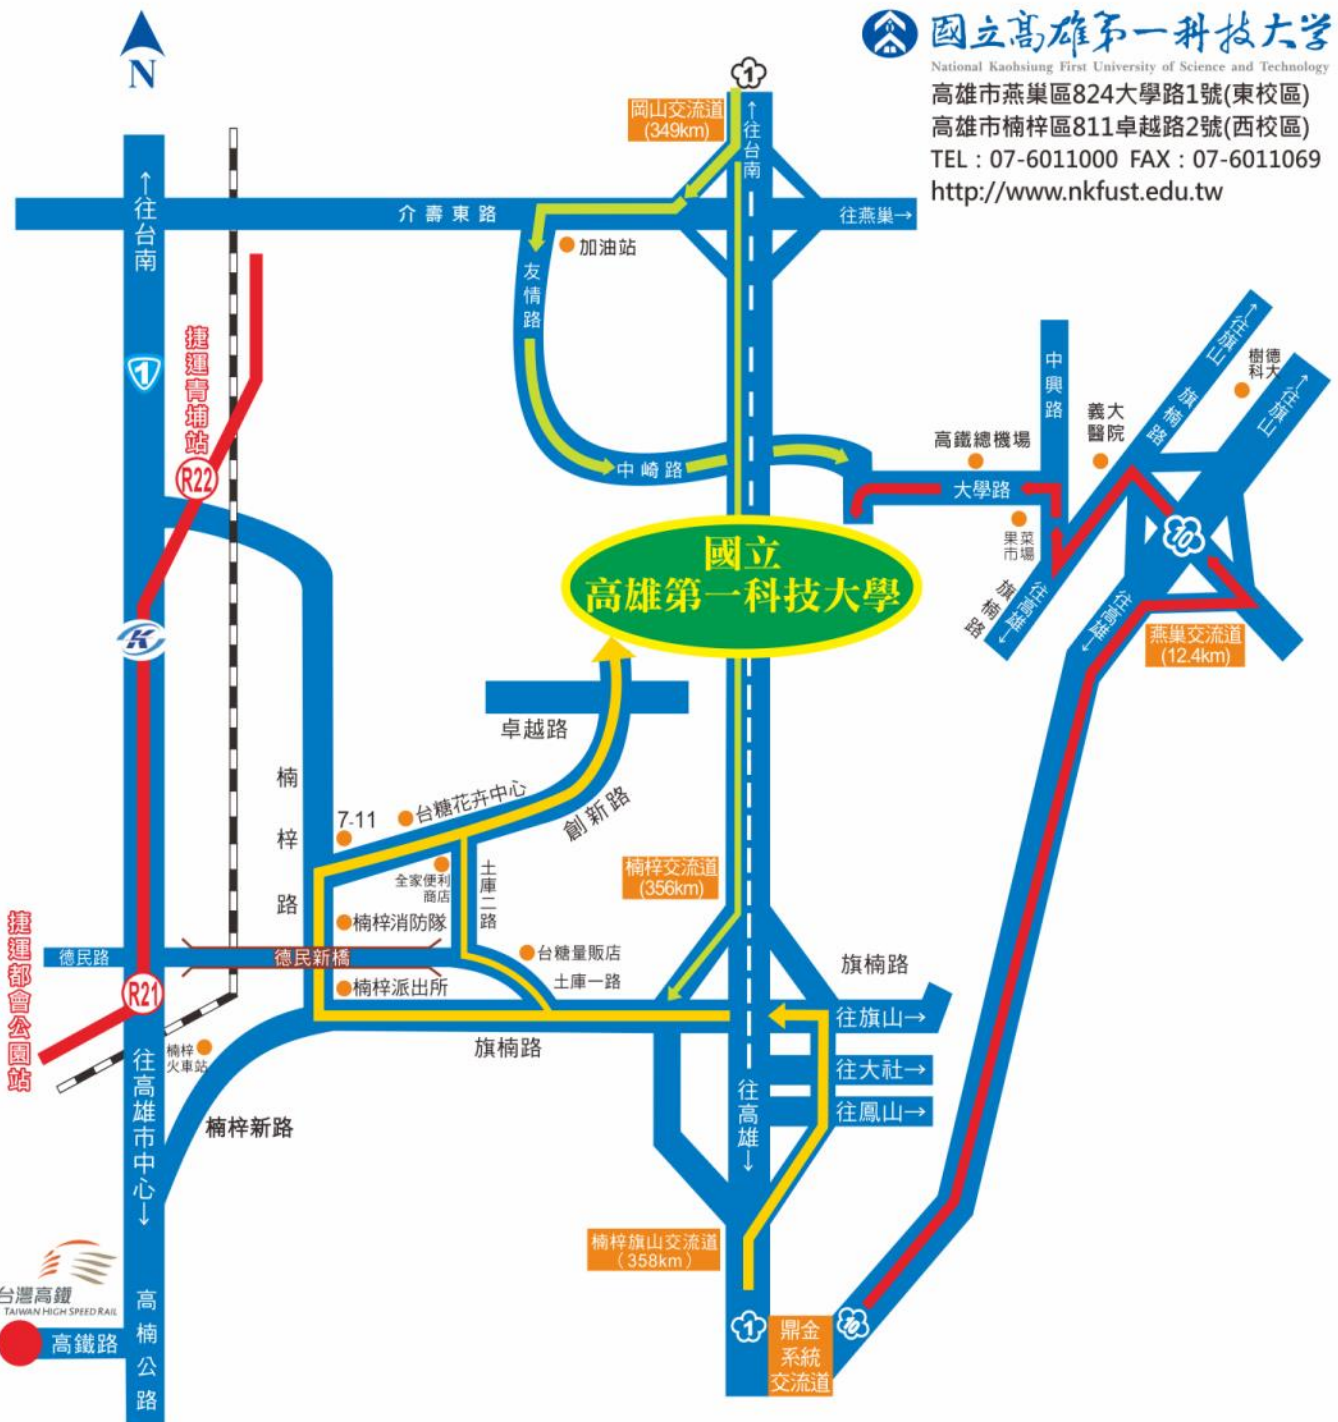 國立高雄第一科技大学
National Kaohsiung First University of Science and Technology
高雄市燕巢區824大學路1號(東校區)
高雄市楠梓區811卓越路2號(西校區)
TEL : 07-6011000 FAX : 07-6011069
http://www.nkfust.edu.tw
N
1
岡山交流道
(349km)
↑往台南
↑往台南
介壽東路
往燕巢→
加油站
友情路
1
捷運青埔站
R22
中崎路
高鐵總機場
大學路
中興路
義大
醫院
果菜
市場
↑往旗山
旗楠路
德大
樹科
↑往旗山
10
往高雄↓
旗楠路
往高雄↓
燕巢交流道
(12.4km)
國立
高雄第一科技大學
K
卓越路
楠梓路
7-11
台糖花卉中心
創新路
全家便利
商店
土庫二路
楠梓交流道
(356km)
楠梓消防隊
捷運都會公園站
德民路
德民新橋
台糖量販店
土庫一路
旗楠路
R21
楠梓派出所
往旗山→
楠梓
火車站
旗楠路
往大社→
往高雄市中心↓
楠梓新路
往高雄↓
往鳳山→
楠梓旗山交流道
(358km)
台灣高鐵
TAIWAN HIGH SPEED RAIL
高鐵路
高楠公路
1
鼎金
系統
交流道
10